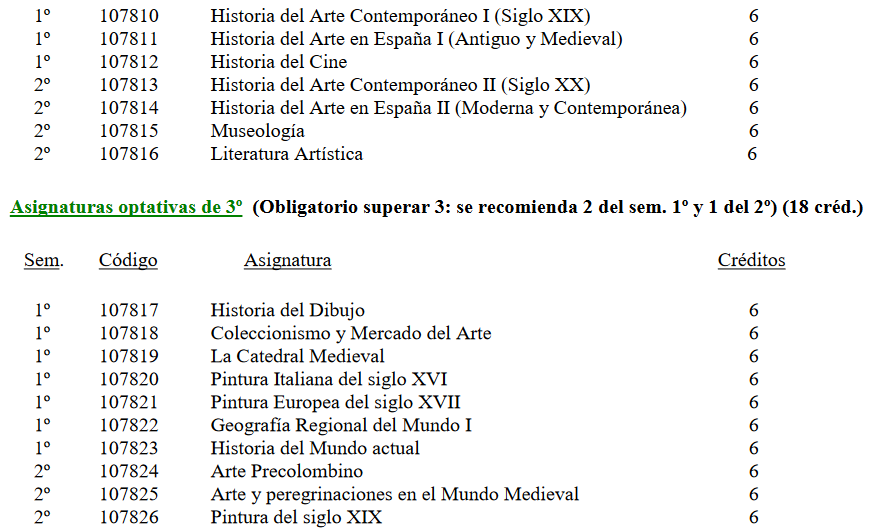 1º 107810 Historia del Arte Contemporáneo I (Siglo XIX) 6
1º 107811 Historia del Arte en España I (Antiguo y Medieval) 6
1º 107812 Historia del Cine 6
2º 107813 Historia del Arte Contemporáneo II (Siglo XX) 6
2º 107814 Historia del Arte en España II (Moderna y Contemporánea) 6
2º 107815 Museología 6
2º 107816 Literatura Artística 6
Asignaturas optativas de 3º (Obligatorio superar 3: se recomienda 2 del sem. 1º y 1 del 2º) (18 créd.)
Sem. Código Asignatura Créditos
1º 107817 Historia del Dibujo 6
1º 107818 Coleccionismo y Mercado del Arte 6
1º 107819 La Catedral Medieval 6
1º 107820 Pintura Italiana del siglo XVI 6
1º 107821 Pintura Europea del siglo XVII 6
1º 107822 Geografía Regional del Mundo I 6
1º 107823 Historia del Mundo actual 6
2º 107824 Arte Precolombino 6
2º 107825 Arte y peregrinaciones en el Mundo Medieval 6
2º 107826 Pintura del siglo XIX 6